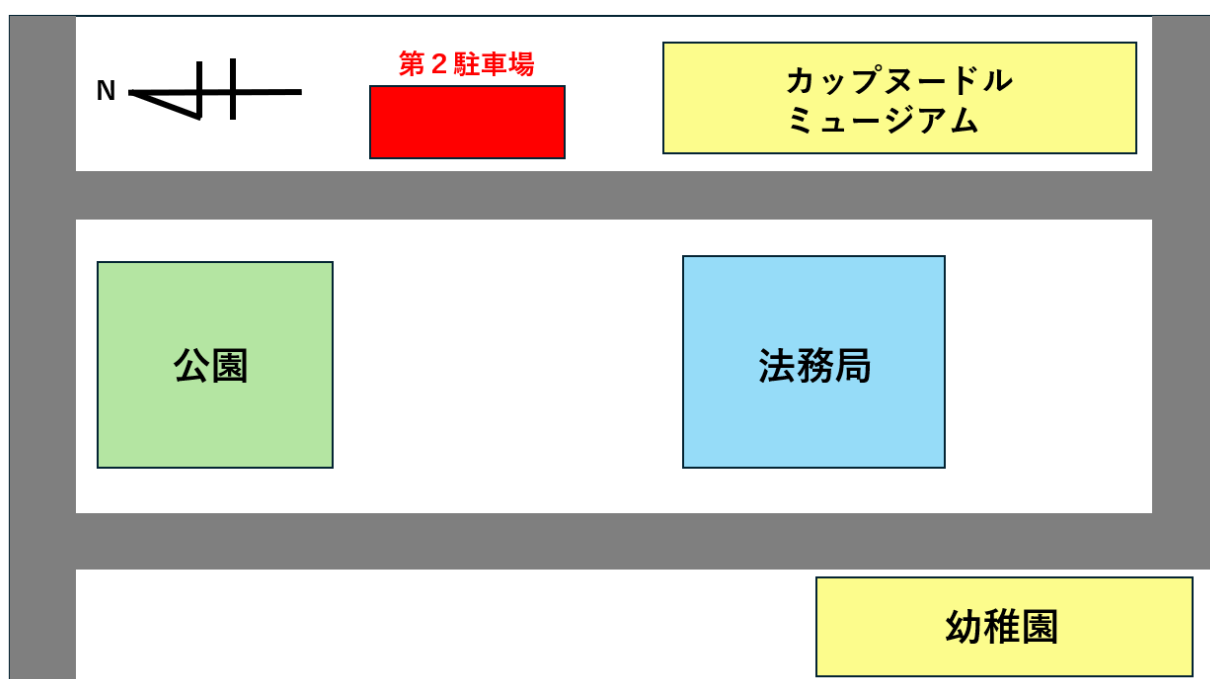 第２駐車場
N
カップヌードル
ミュージアム
公園
法務局
幼稚園